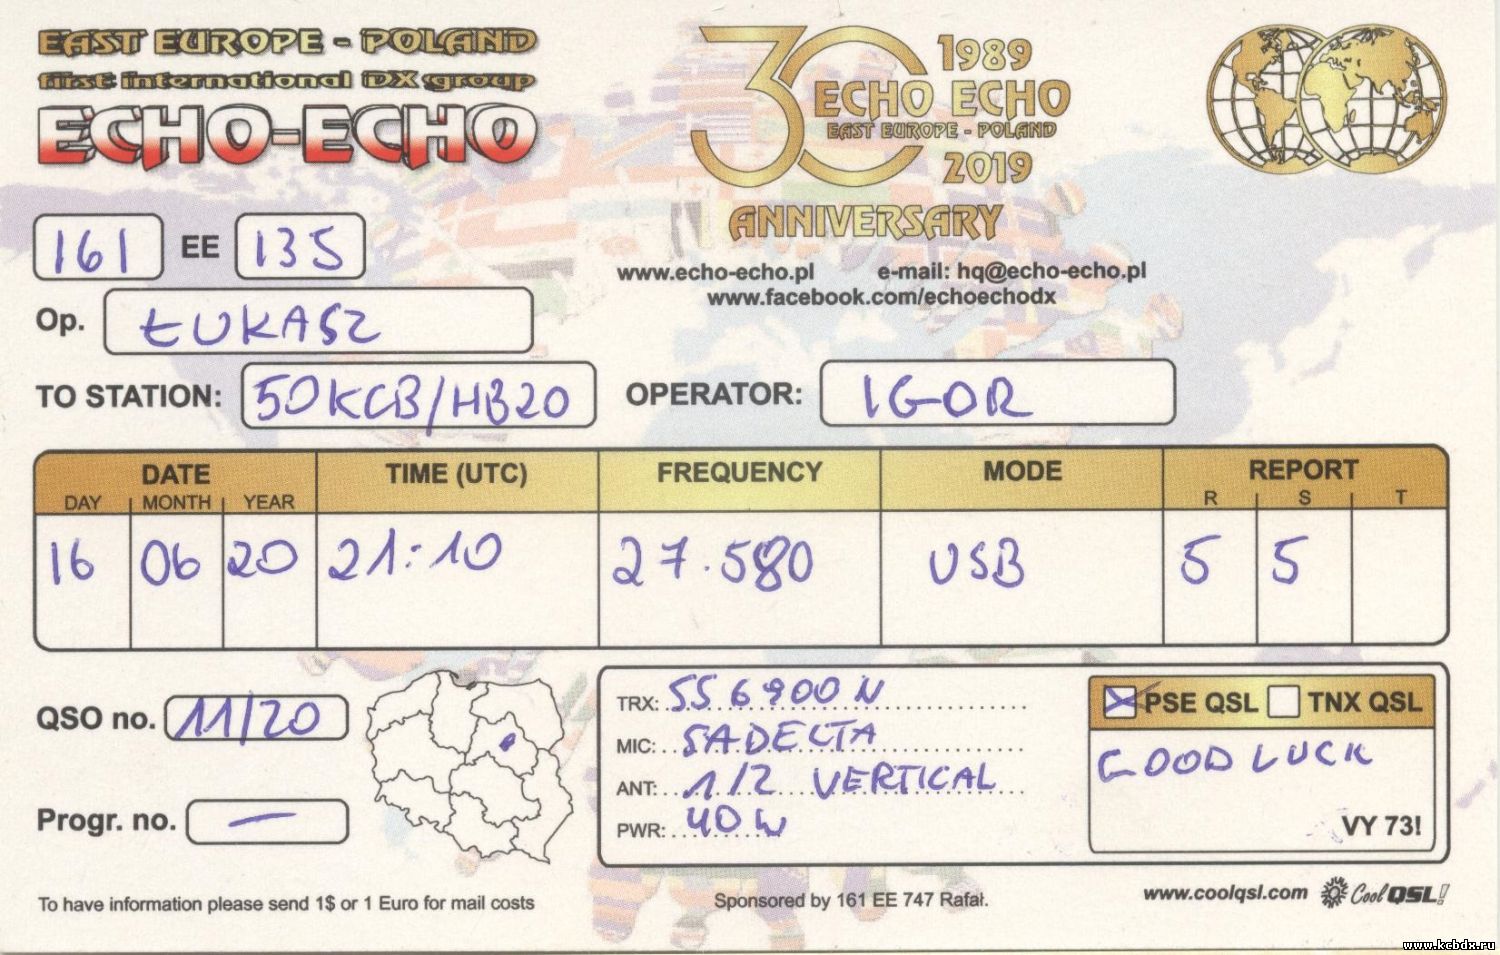 EAST EUROPE - POLAND
first international DX group
ECHO-ECHO
30 1989
ECHO ECHO
EAST EUROPE - POLAND
2019
ANNIVERSARY
www.echo-echo.pl e-mail: hq@echo-echo.pl
www.facebook.com/echoechodx
161 EE 135
Op. ŁUKASZ
TO STATION: 50KCB/HB20 OPERATOR: IGOR
DATE TIME (UTC) FREQUENCY MODE REPORT
DAY MONTH YEAR R S T
16 06 20 21:10 27.580 USB 5 5
QSO no. 11/20
Progr. no. —
TRX: SS 6900 N
MIC: SADELTA
ANT: 1/2 VERTICAL
PWR: 40 W
PSE QSL TNX QSL
GOOD LUCK
VY 73!
To have information please send 1$ or 1 Euro for mail costs
Sponsored by 161 EE 747 Rafał.
www.coolqsl.com Cool QSL!
www.kcbdx.ru